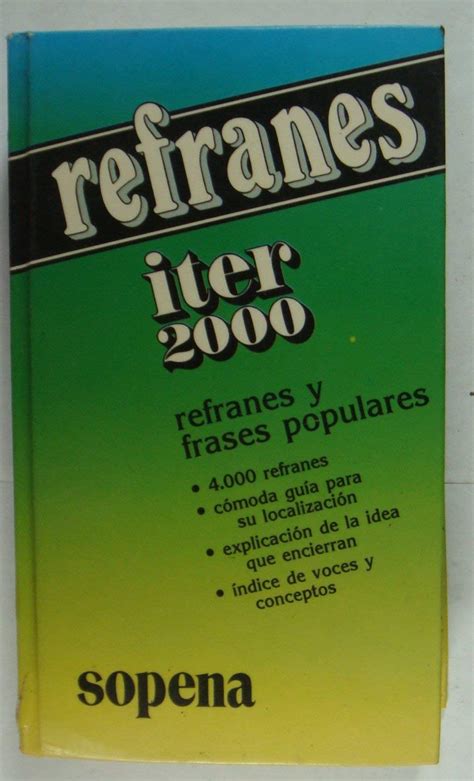 refranes
iter
2000
refranes y
frases populares
• 4.000 refranes
• cómoda guía para
su localización
• explicación de la idea
que encierran
• índice de voces y
conceptos
sopena